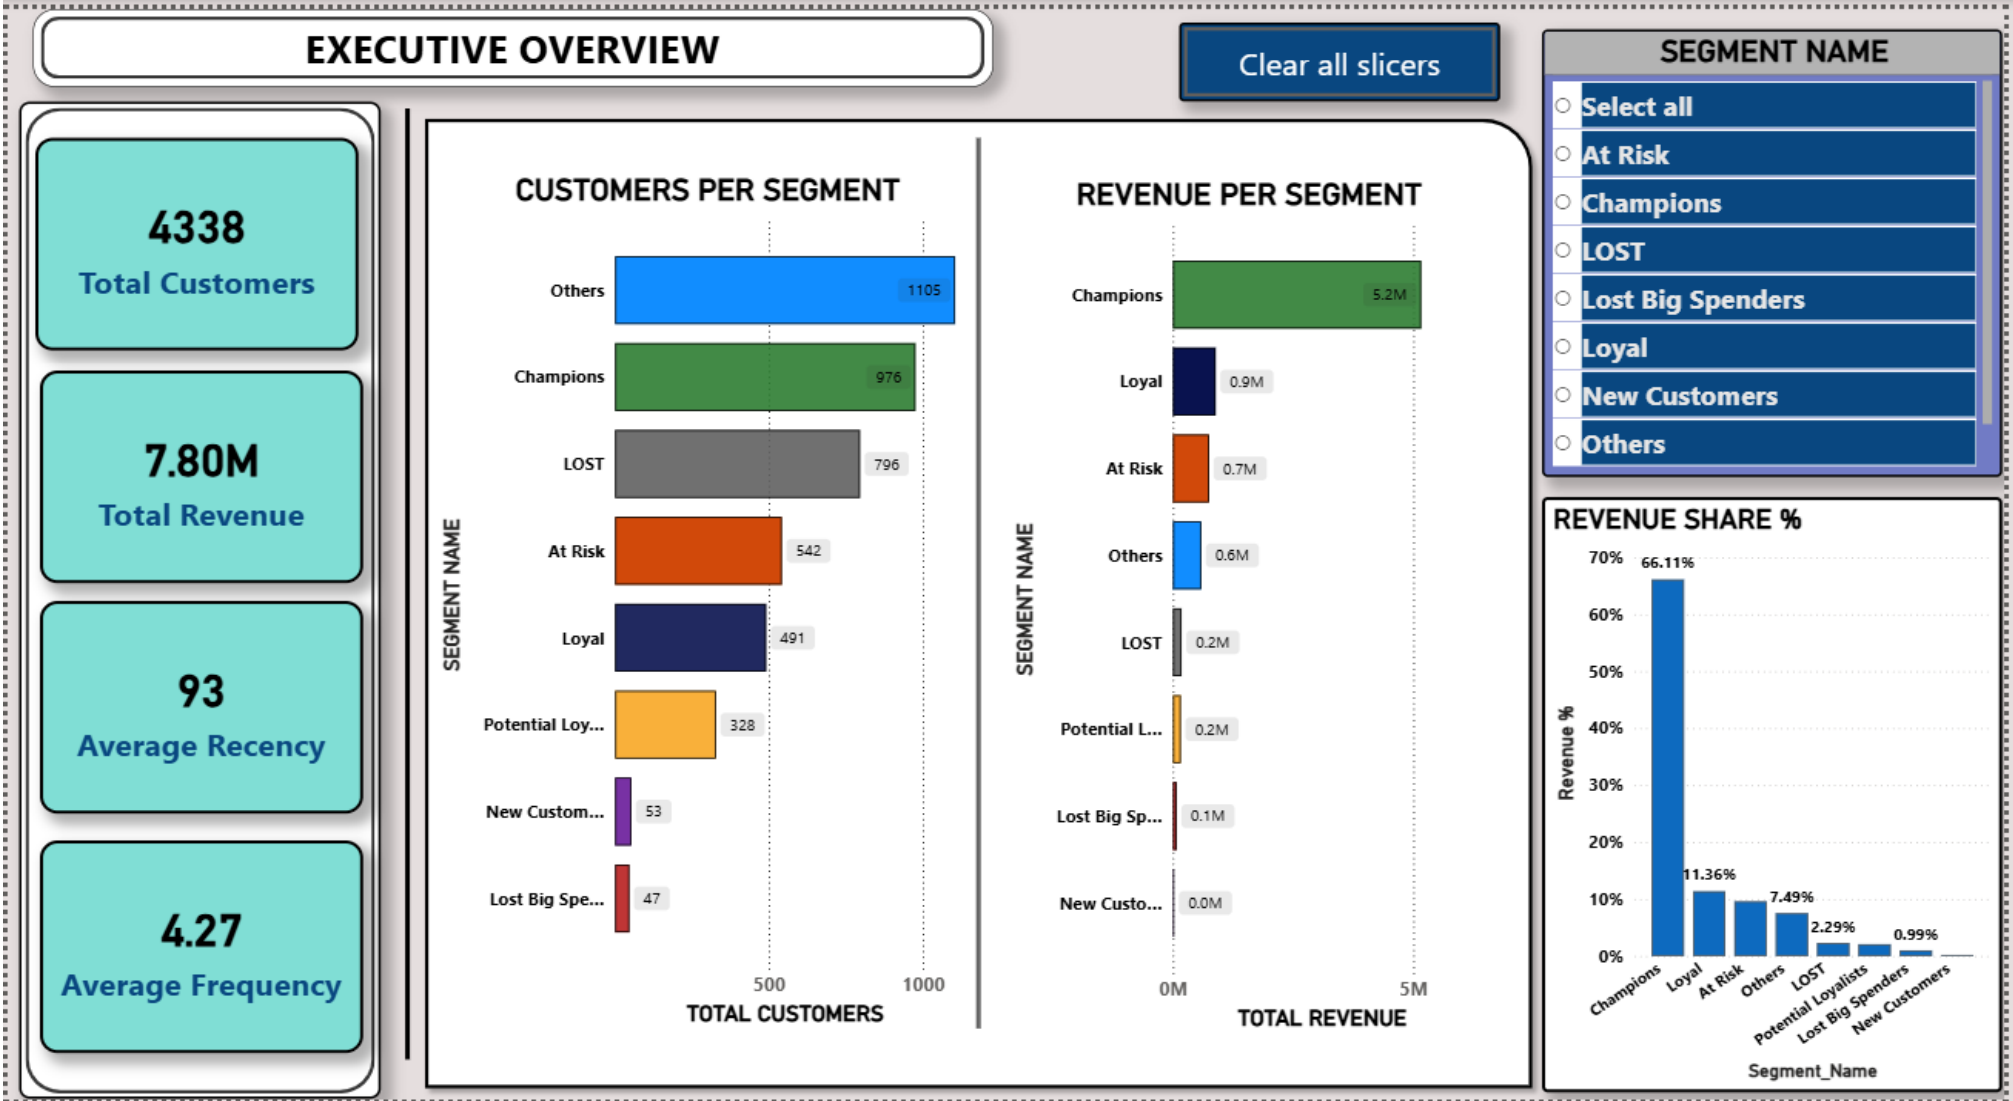 EXECUTIVE OVERVIEW
Clear all slicers
4338
Total Customers
7.80M
Total Revenue
93
Average Recency
4.27
Average Frequency
CUSTOMERS PER SEGMENT
SEGMENT NAME
Others 1105
Champions 976
LOST 796
At Risk 542
Loyal 491
Potential Loy... 328
New Custom... 53
Lost Big Spe... 47
500 1000
TOTAL CUSTOMERS
REVENUE PER SEGMENT
SEGMENT NAME
Champions 5.2M
Loyal 0.9M
At Risk 0.7M
Others 0.6M
LOST 0.2M
Potential L... 0.2M
Lost Big Sp... 0.1M
New Custo... 0.0M
0M 5M
TOTAL REVENUE
SEGMENT NAME
Select all
At Risk
Champions
LOST
Lost Big Spenders
Loyal
New Customers
Others
REVENUE SHARE %
Revenue %
70%
60%
50%
40%
30%
20%
10%
0%
66.11%
11.36%
7.49%
2.29%
0.99%
Champions
Loyal
At Risk
Others
LOST
Potential Loyalists
Lost Big Spenders
New Customers
Segment_Name